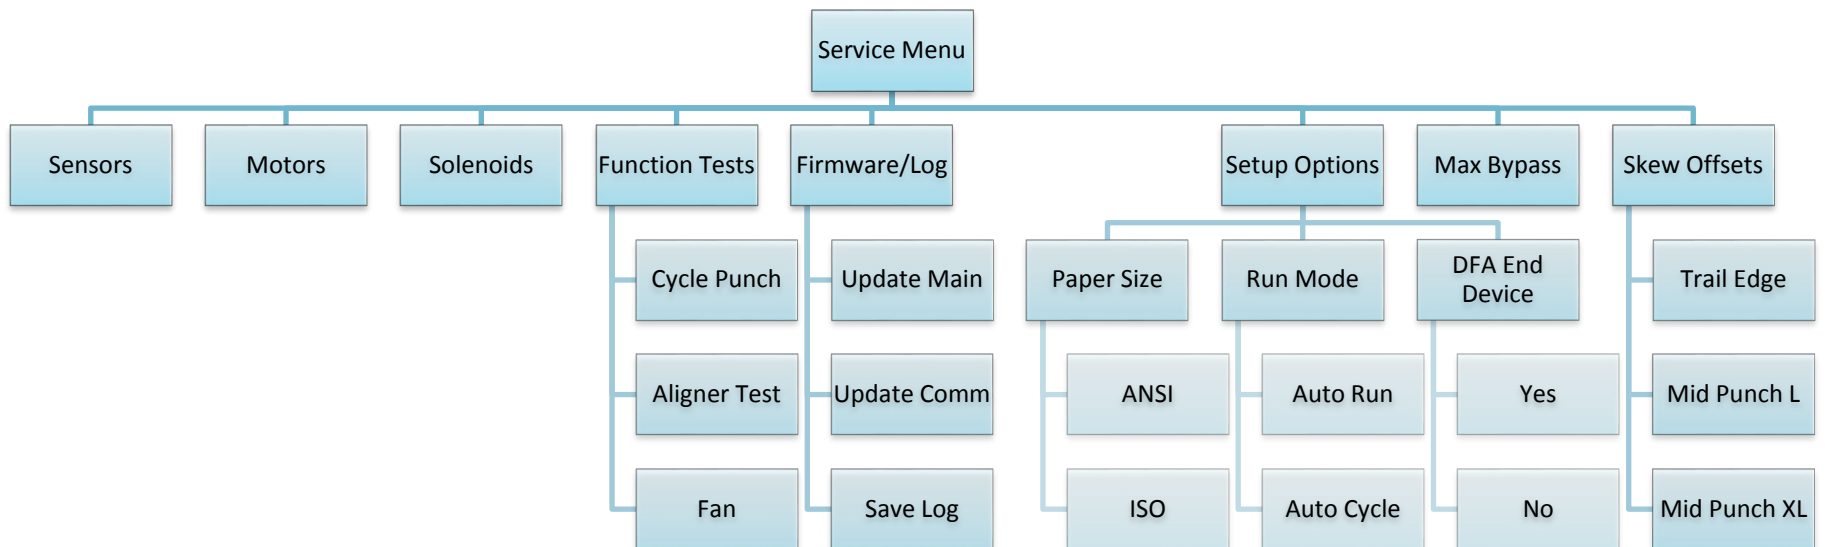 Service Menu
Sensors
Motors
Solenoids
Function Tests
Firmware/Log
Setup Options
Max Bypass
Skew Offsets
Cycle Punch
Update Main
Paper Size
Run Mode
DFA End
Device
Trail Edge
Aligner Test
Update Comm
ANSI
Auto Run
Yes
Mid Punch L
Fan
Save Log
ISO
Auto Cycle
No
Mid Punch XL